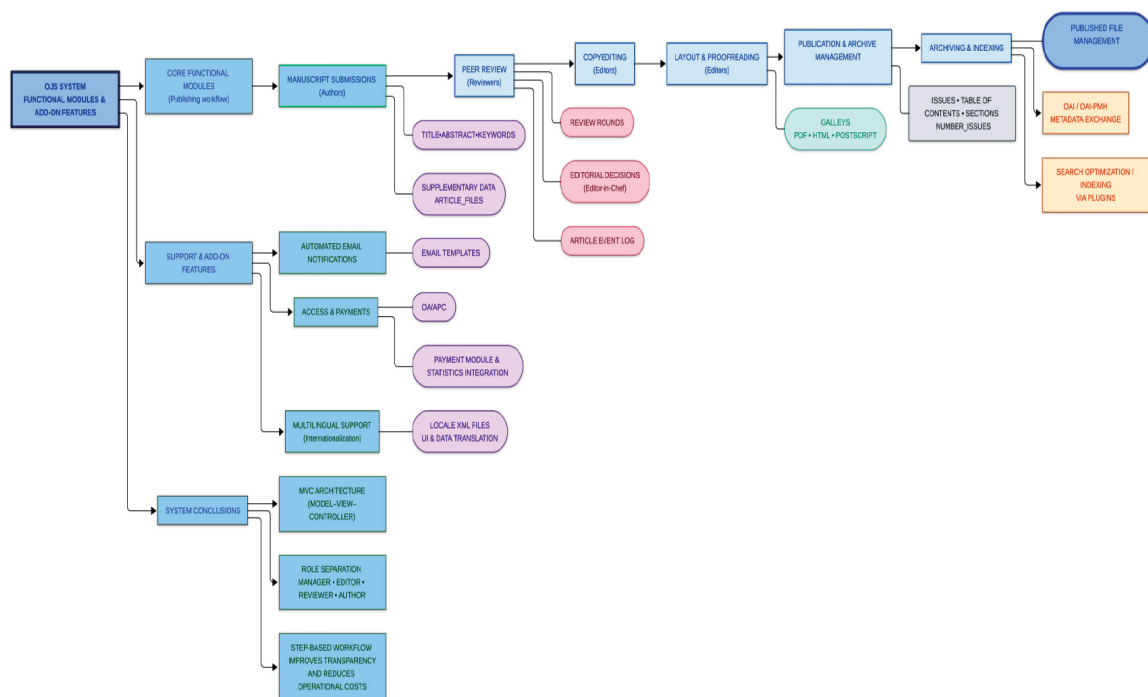 OJS SYSTEM
FUNCTIONAL MODULES &
ADD-ON FEATURES
CORE FUNCTIONAL
MODULES
(Publishing workflow)
MANUSCRIPT SUBMISSIONS
(Authors)
TITLE•ABSTRACT•KEYWORDS
SUPPLEMENTARY DATA
ARTICLE_FILES
PEER REVIEW
(Reviewers)
REVIEW ROUNDS
EDITORIAL DECISIONS
(Editor-in-Chief)
ARTICLE EVENT LOG
COPYEDITING
(Editors)
LAYOUT & PROOFREADING
(Editors)
GALLEYS
PDF • HTML • POSTSCRIPT
PUBLICATION & ARCHIVE
MANAGEMENT
ISSUES • TABLE OF
CONTENTS • SECTIONS
NUMBER_ISSUES
ARCHIVING & INDEXING
PUBLISHED FILE
MANAGEMENT
OAI / OAI-PMH
METADATA EXCHANGE
SEARCH OPTIMIZATION /
INDEXING
VIA PLUGINS
SUPPORT & ADD-ON
FEATURES
AUTOMATED EMAIL
NOTIFICATIONS
EMAIL TEMPLATES
ACCESS & PAYMENTS
OA/APC
PAYMENT MODULE &
STATISTICS INTEGRATION
MULTILINGUAL SUPPORT
(Internationalization)
LOCALE XML FILES
UI & DATA TRANSLATION
SYSTEM CONCLUSIONS
MVC ARCHITECTURE
(MODEL–VIEW–
CONTROLLER)
ROLE SEPARATION
MANAGER • EDITOR •
REVIEWER • AUTHOR
STEP-BASED WORKFLOW
IMPROVES TRANSPARENCY
AND REDUCES
OPERATIONAL COSTS